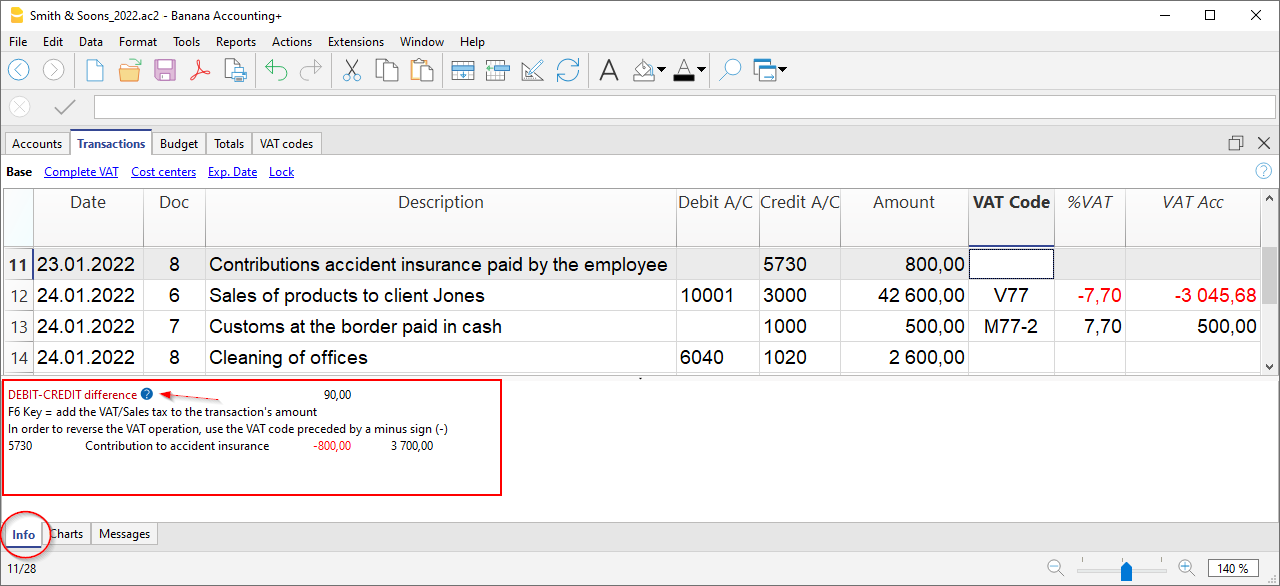 Smith & Soons_2022.ac2 - Banana Accounting+
File Edit Data Format Tools Reports Actions Extensions Window Help
Accounts Transactions Budget Totals VAT codes
Base Complete VAT Cost centers Exp. Date Lock
Date Doc Description Debit A/C Credit A/C Amount VAT Code %VAT VAT Acc
11 23.01.2022 8 Contributions accident insurance paid by the employee 5730 800,00
12 24.01.2022 6 Sales of products to client Jones 10001 3000 42 600,00 V77 -7,70 -3 045,68
13 24.01.2022 7 Customs at the border paid in cash 1000 500,00 M77-2 7,70 500,00
14 24.01.2022 8 Cleaning of offices 6040 1020 2 600,00
DEBIT-CREDIT difference ? 90,00
F6 Key = add the VAT/Sales tax to the transaction's amount
In order to reverse the VAT operation, use the VAT code preceded by a minus sign (-)
5730 Contribution to accident insurance -800,00 3 700,00
Info Charts Messages
11/28 140 %